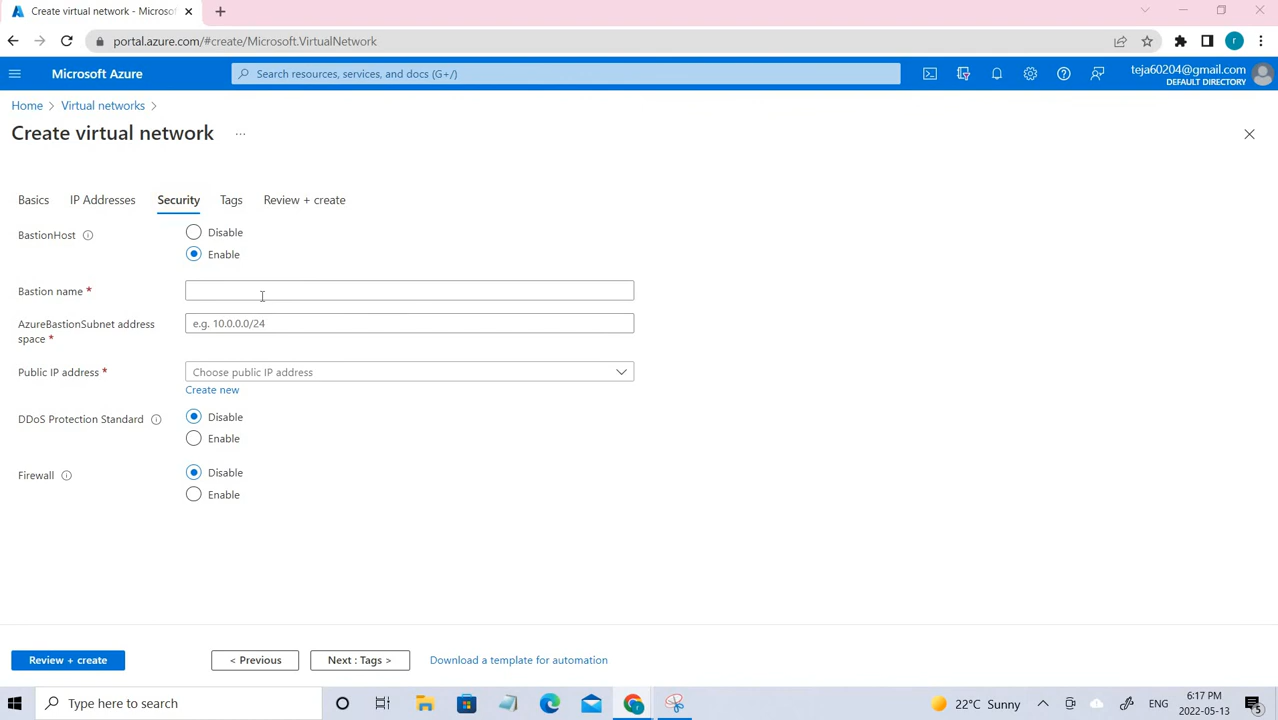 Create virtual network - Microsof
portal.azure.com/#create/Microsoft.VirtualNetwork
r
Microsoft Azure
Search resources, services, and docs (G+/)
teja60204@gmail.com
DEFAULT DIRECTORY
Home > Virtual networks >
Create virtual network ...
Basics IP Addresses Security Tags Review + create
BastionHost
Disable
Enable
Bastion name *
AzureBastionSubnet address
space *
e.g. 10.0.0.0/24
Public IP address *
Choose public IP address
Create new
DDoS Protection Standard
Disable
Enable
Firewall
Disable
Enable
Review + create
< Previous
Next : Tags >
Download a template for automation
Type here to search
22°C Sunny
ENG
6:17 PM
2022-05-13
5